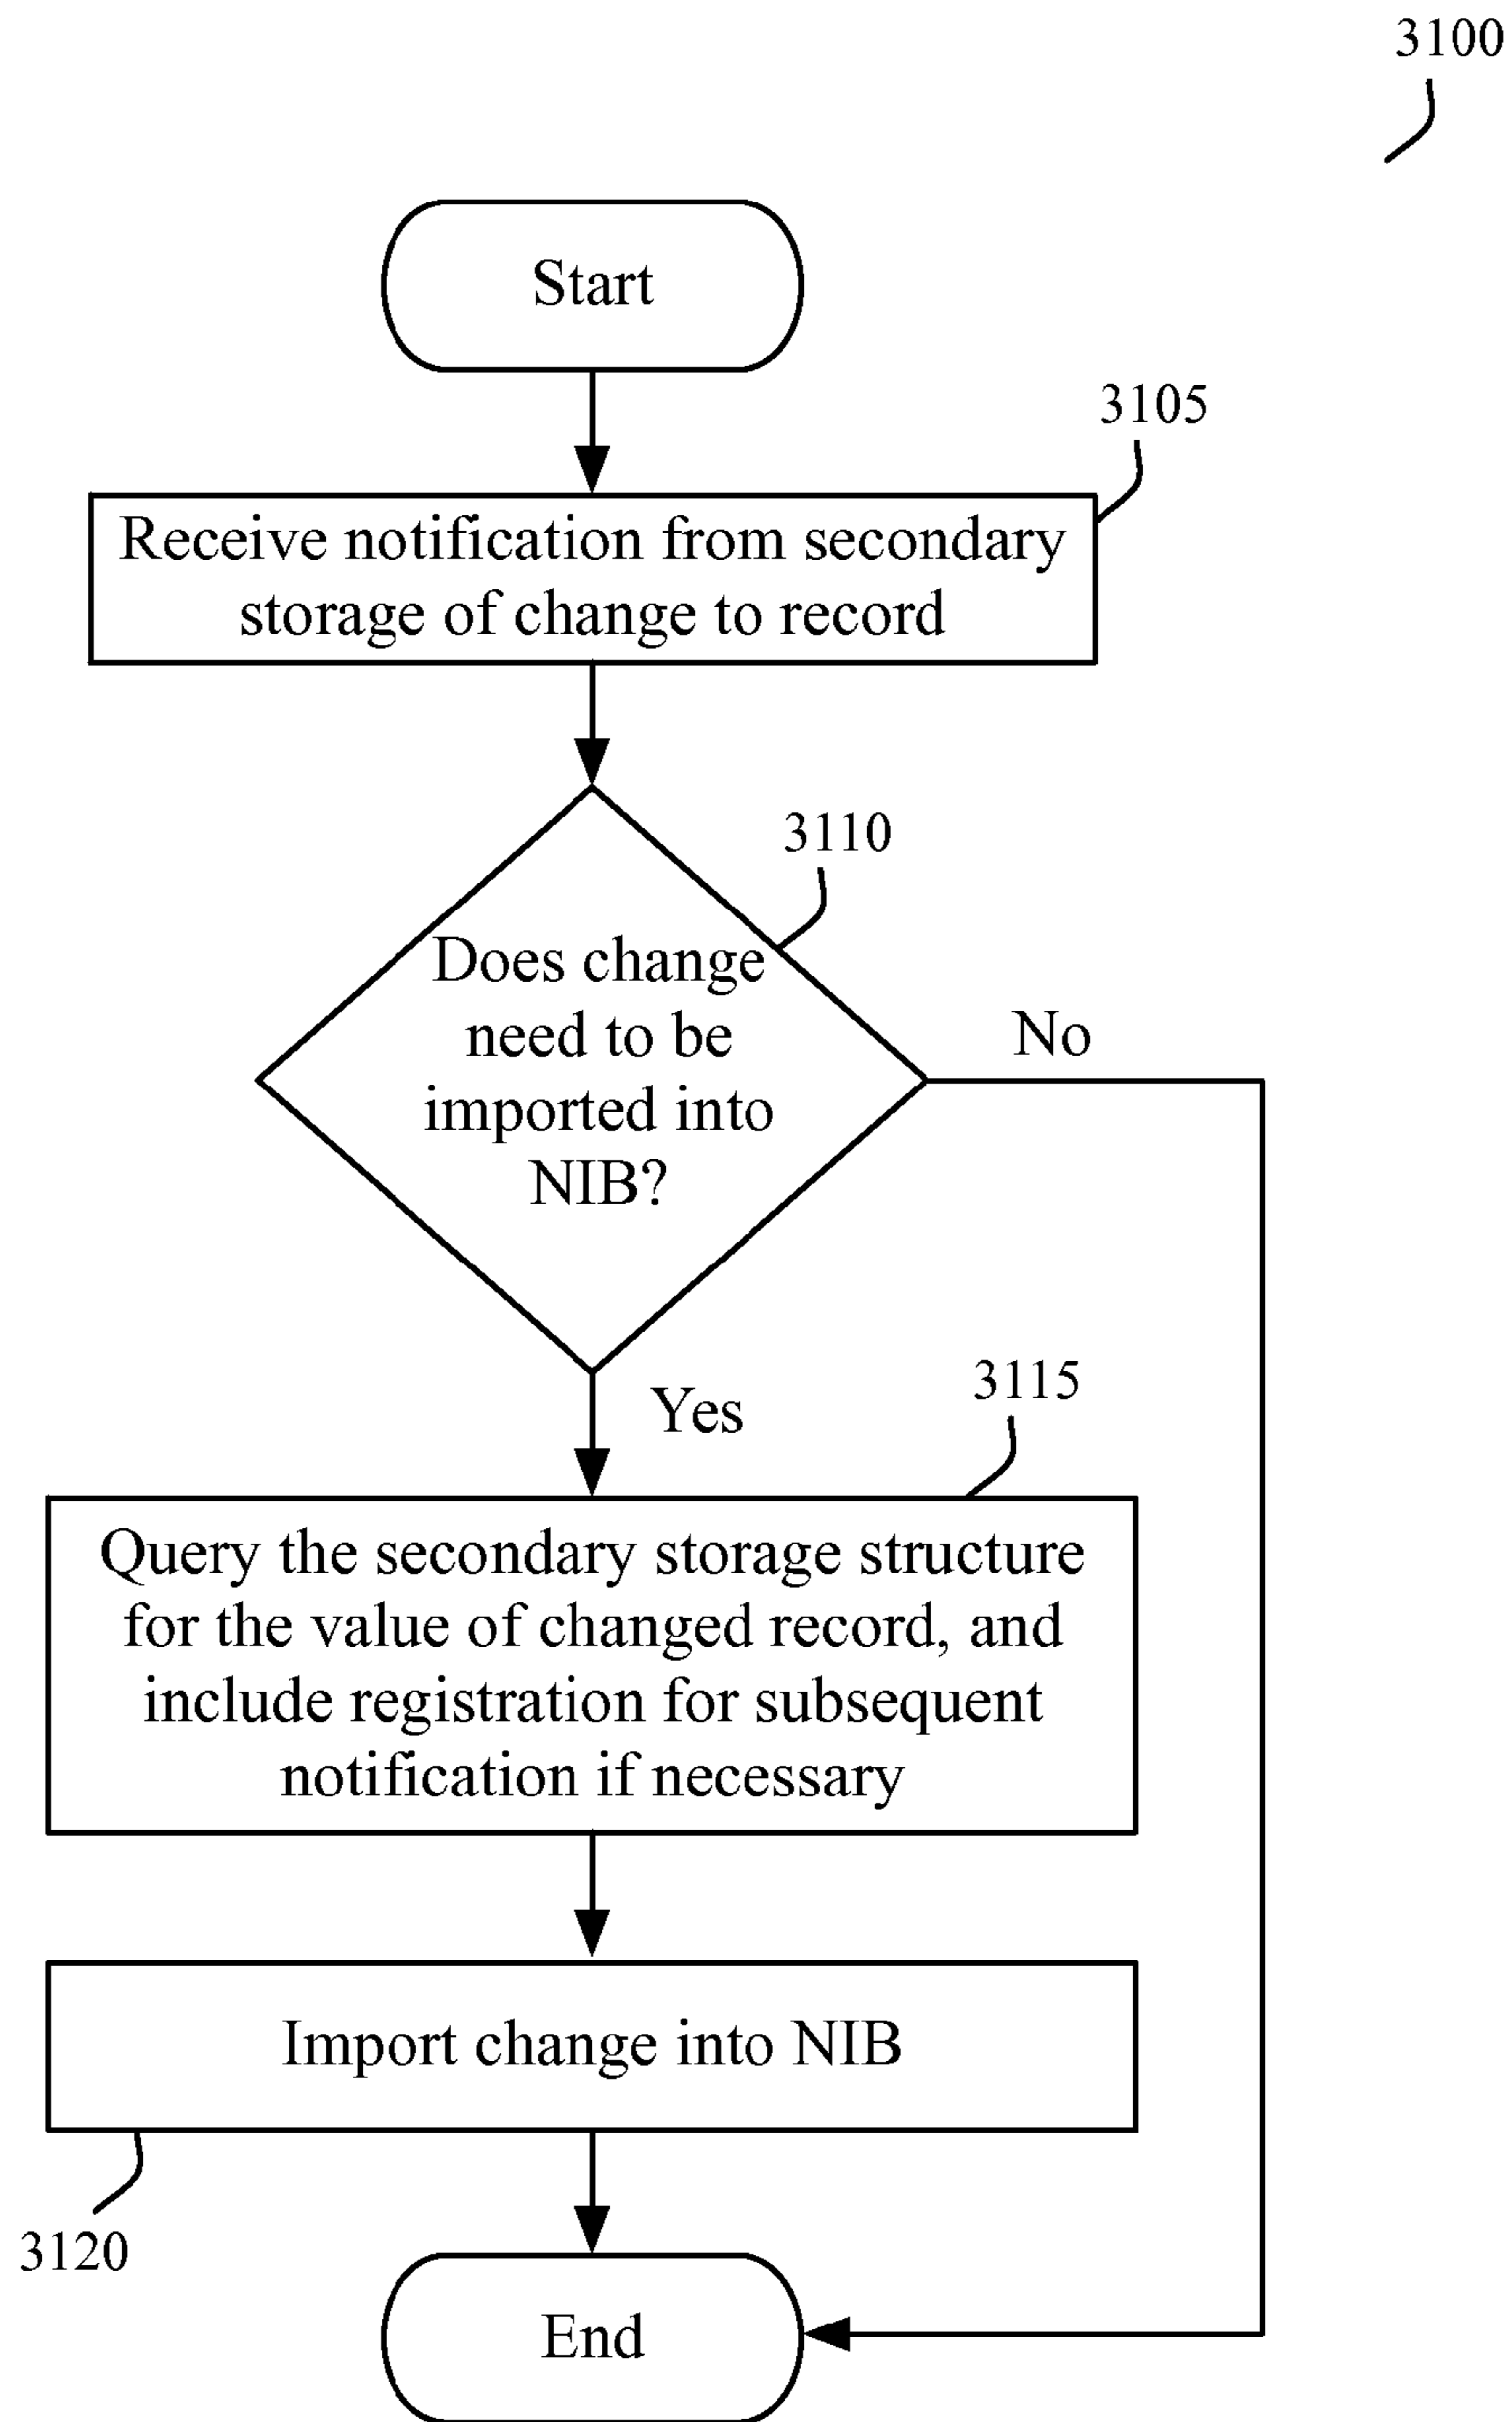 3100
Start
3105
Receive notification from secondary
storage of change to record
3110
Does change
need to be
imported into
NIB?
No
Yes
3115
Query the secondary storage structure
for the value of changed record, and
include registration for subsequent
notification if necessary
Import change into NIB
3120
End